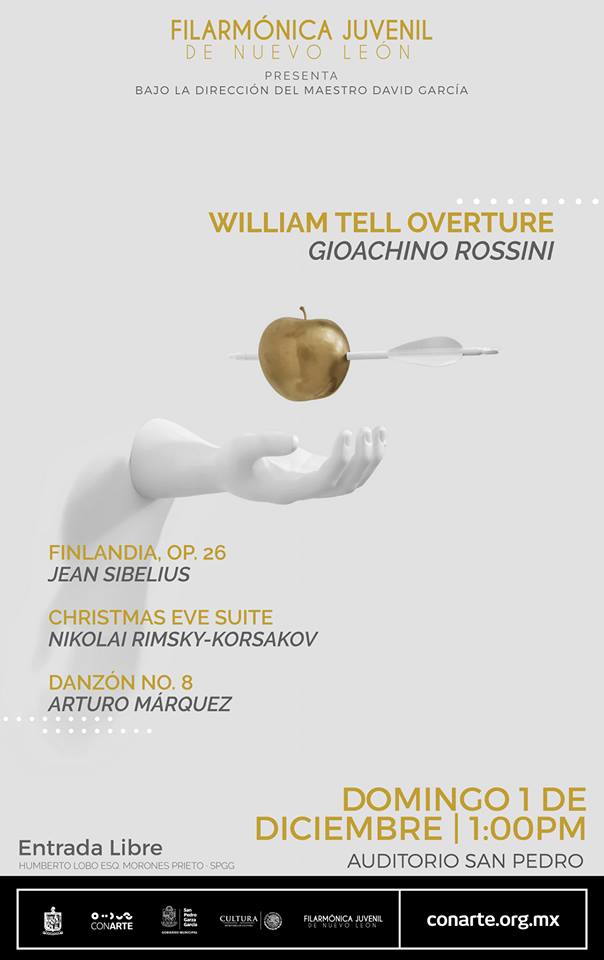 FILARMÓNICA JUVENIL
DE NUEVO LEÓN
PRESENTA
BAJO LA DIRECCIÓN DEL MAESTRO DAVID GARCÍA
WILLIAM TELL OVERTURE
GIOACHINO ROSSINI
FINLANDIA, OP. 26
JEAN SIBELIUS
CHRISTMAS EVE SUITE
NIKOLAI RIMSKY-KORSAKOV
DANZÓN NO. 8
ARTURO MÁRQUEZ
DOMINGO 1 DE
DICIEMBRE | 1:00PM
AUDITORIO SAN PEDRO
Entrada Libre
HUMBERTO LOBO ESQ. MORONES PRIETO - SPGG
CONARTE
San
Pedro
Garza
García
GOBIERNO MUNICIPAL
CULTURA
FILARMÓNICA JUVENIL
DE NUEVO LEÓN
conarte.org.mx